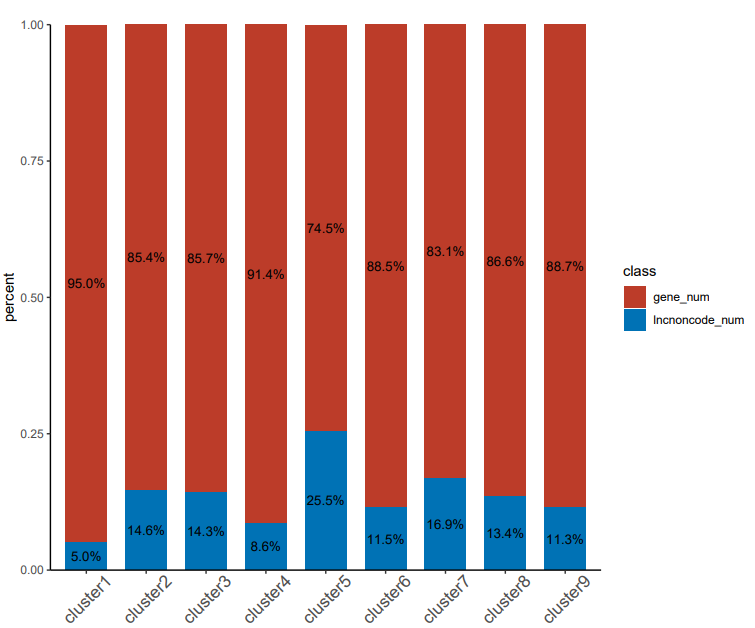 1.00
0.75
0.50
0.25
0.00
percent
95.0%
85.4%
85.7%
91.4%
74.5%
88.5%
83.1%
86.6%
88.7%
5.0%
14.6%
14.3%
8.6%
25.5%
11.5%
16.9%
13.4%
11.3%
cluster1
cluster2
cluster3
cluster4
cluster5
cluster6
cluster7
cluster8
cluster9
class
gene_num
lncnoncode_num